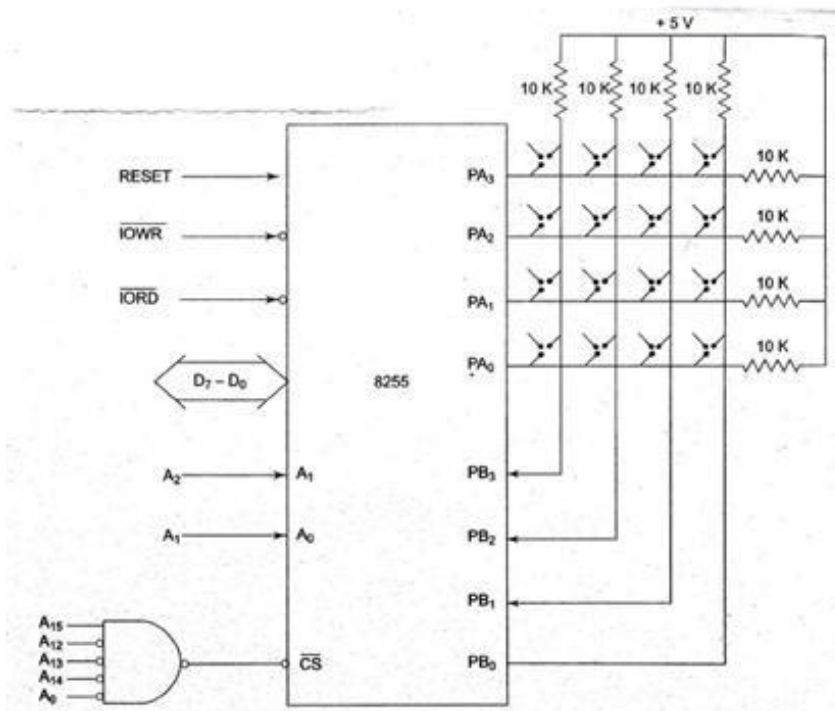 + 5 V
10 K 10 K 10 K 10 K
RESET
PA3
10 K
IOWR
PA2
10 K
IORD
PA1
10 K
PA0
10 K
D7 – D0
8255
A2
A1
PB3
A1
A0
PB2
PB1
A15
A12
A13
A14
A0
CS
PB0